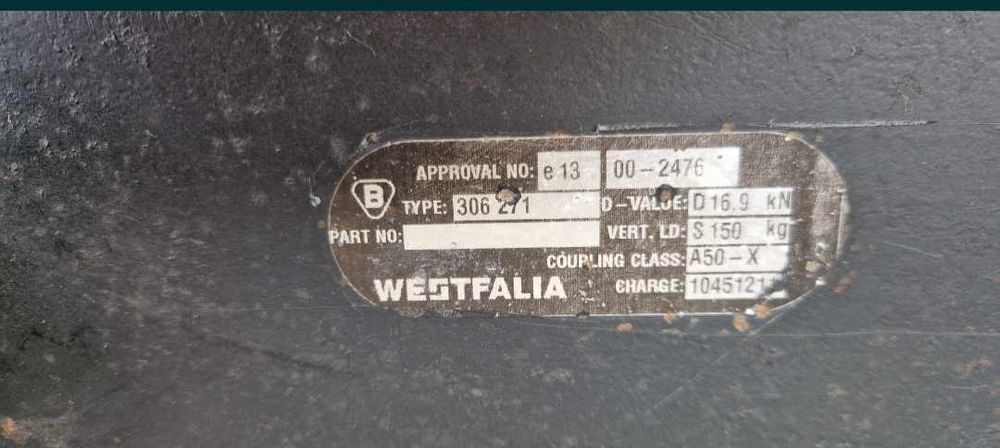 APPROVAL NO: e 13 00-2476
B TYPE: 306 271 D-VALUE: D 16.9 kN
PART NO: VERT. LD: S 150 kg
COUPLING CLASS: A50-X
WESTFALIA CHARGE: